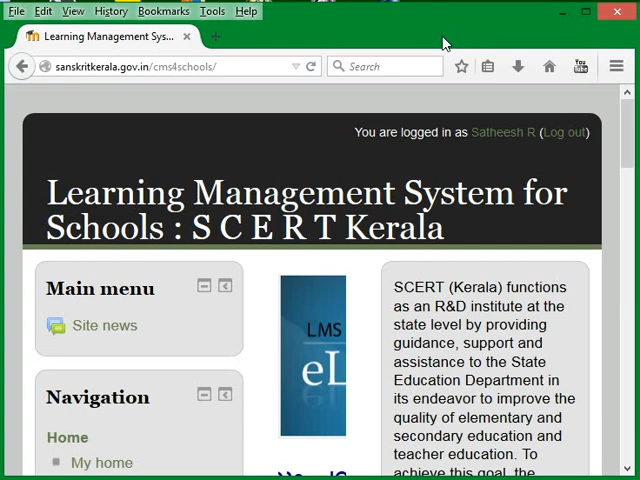 File Edit View History Bookmarks Tools Help
Learning Management Sys...
sanskritkerala.gov.in/cms4schools/
Search
You are logged in as Satheesh R (Log out)
Learning Management System for
Schools : S C E R T Kerala
Main menu
Site news
Navigation
Home
My home
LMS
eL
SCERT (Kerala) functions
as an R&D institute at the
state level by providing
guidance, support and
assistance to the State
Education Department in
its endeavor to improve the
quality of elementary and
secondary education and
teacher education. To
achieve this goal, the